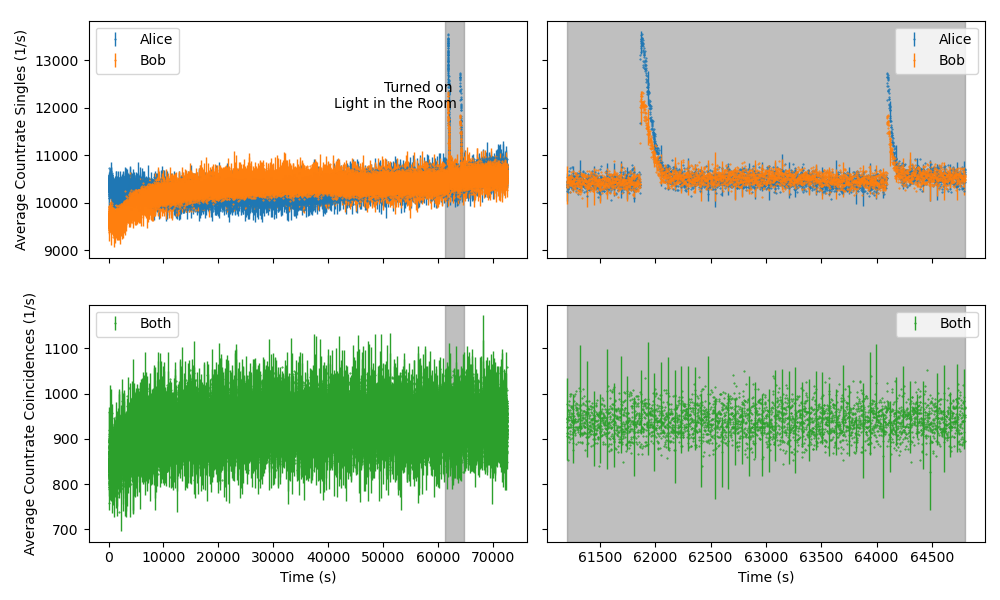 Average Countrate Singles (1/s)
13000
12000
11000
10000
9000
Alice
Bob
Turned on
Light in the Room
Alice
Bob
Average Countrate Coincidences (1/s)
1100
1000
900
800
700
Both
0 10000 20000 30000 40000 50000 60000 70000
Time (s)
Both
61500 62000 62500 63000 63500 64000 64500
Time (s)